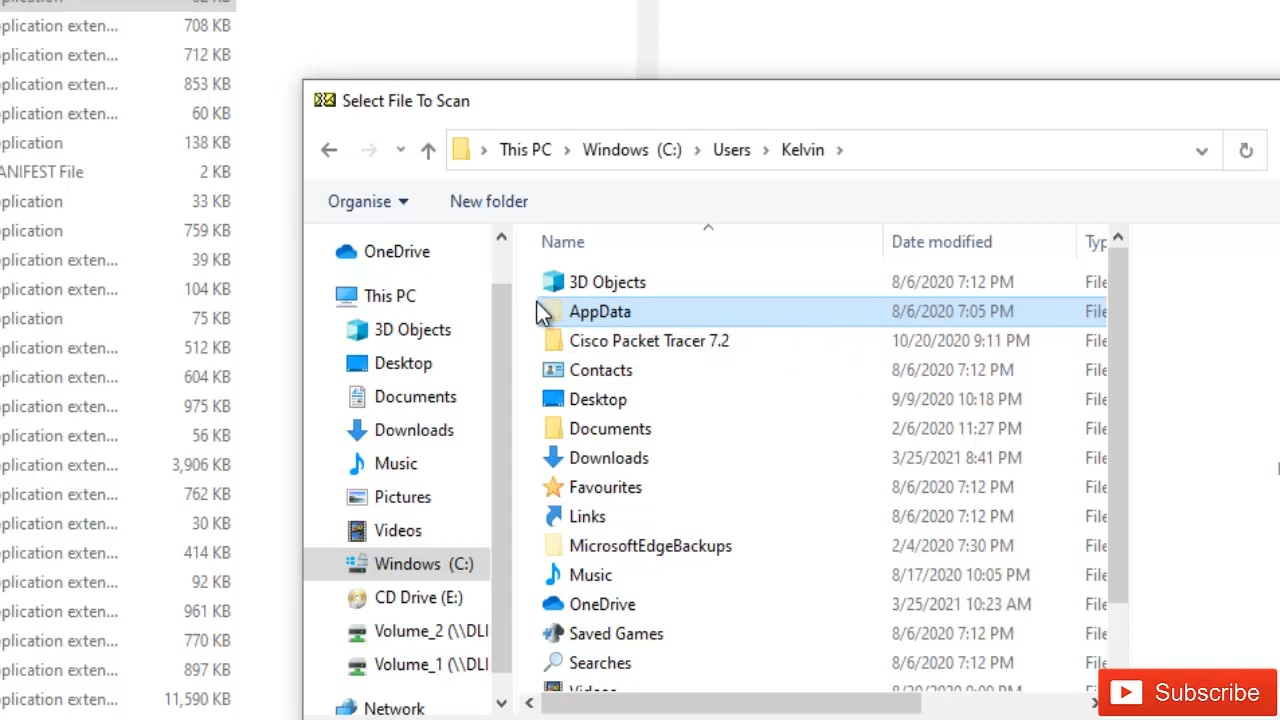 plication exten... 708 KB
plication exten... 712 KB
plication exten... 853 KB
plication exten... 60 KB
plication 138 KB
ANIFEST File 2 KB
plication 33 KB
plication 759 KB
plication exten... 39 KB
plication exten... 104 KB
plication 75 KB
plication exten... 512 KB
plication exten... 604 KB
plication exten... 975 KB
plication exten... 56 KB
plication exten... 3,906 KB
plication exten... 762 KB
plication exten... 30 KB
plication exten... 414 KB
plication exten... 92 KB
plication exten... 961 KB
plication exten... 770 KB
plication exten... 897 KB
plication exten... 11,590 KB
Select File To Scan
This PC > Windows (C:) > Users > Kelvin >
Organise New folder
OneDrive
This PC
3D Objects
Desktop
Documents
Downloads
Music
Pictures
Videos
Windows (C:)
CD Drive (E:)
Volume_2 (\\DLI
Volume_1 (\\DLI
Network
Name Date modified Typ
3D Objects 8/6/2020 7:12 PM File
AppData 8/6/2020 7:05 PM File
Cisco Packet Tracer 7.2 10/20/2020 9:11 PM File
Contacts 8/6/2020 7:12 PM File
Desktop 9/9/2020 10:18 PM File
Documents 2/6/2020 11:27 PM File
Downloads 3/25/2021 8:41 PM File
Favourites 8/6/2020 7:12 PM File
Links 8/6/2020 7:12 PM File
MicrosoftEdgeBackups 2/4/2020 7:30 PM File
Music 8/17/2020 10:05 PM File
OneDrive 3/25/2021 10:23 AM File
Saved Games 8/6/2020 7:12 PM File
Searches 8/6/2020 7:12 PM File
Subscribe